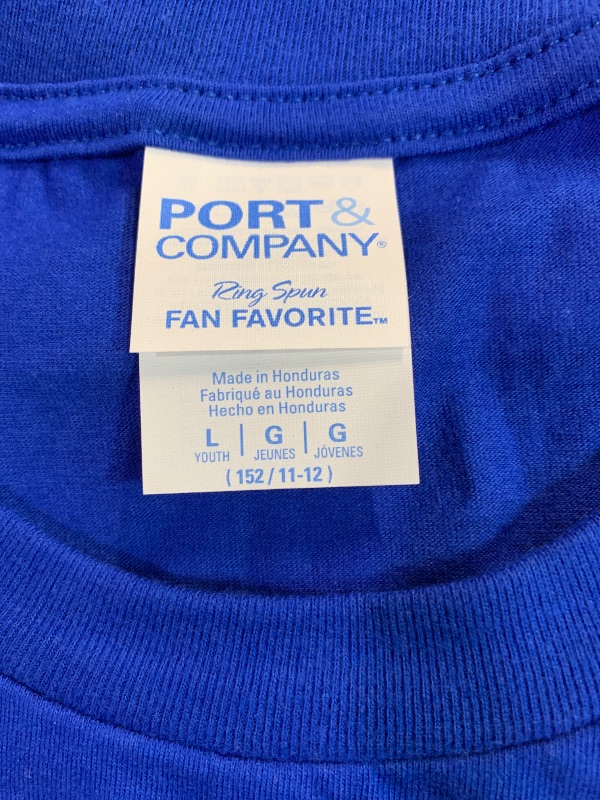 PORT &
COMPANY®
Ring Spun
FAN FAVORITE™
Made in Honduras
Fabriqué au Honduras
Hecho en Honduras
L | G | G
YOUTH | JEUNES | JÓVENES
( 152 / 11-12 )